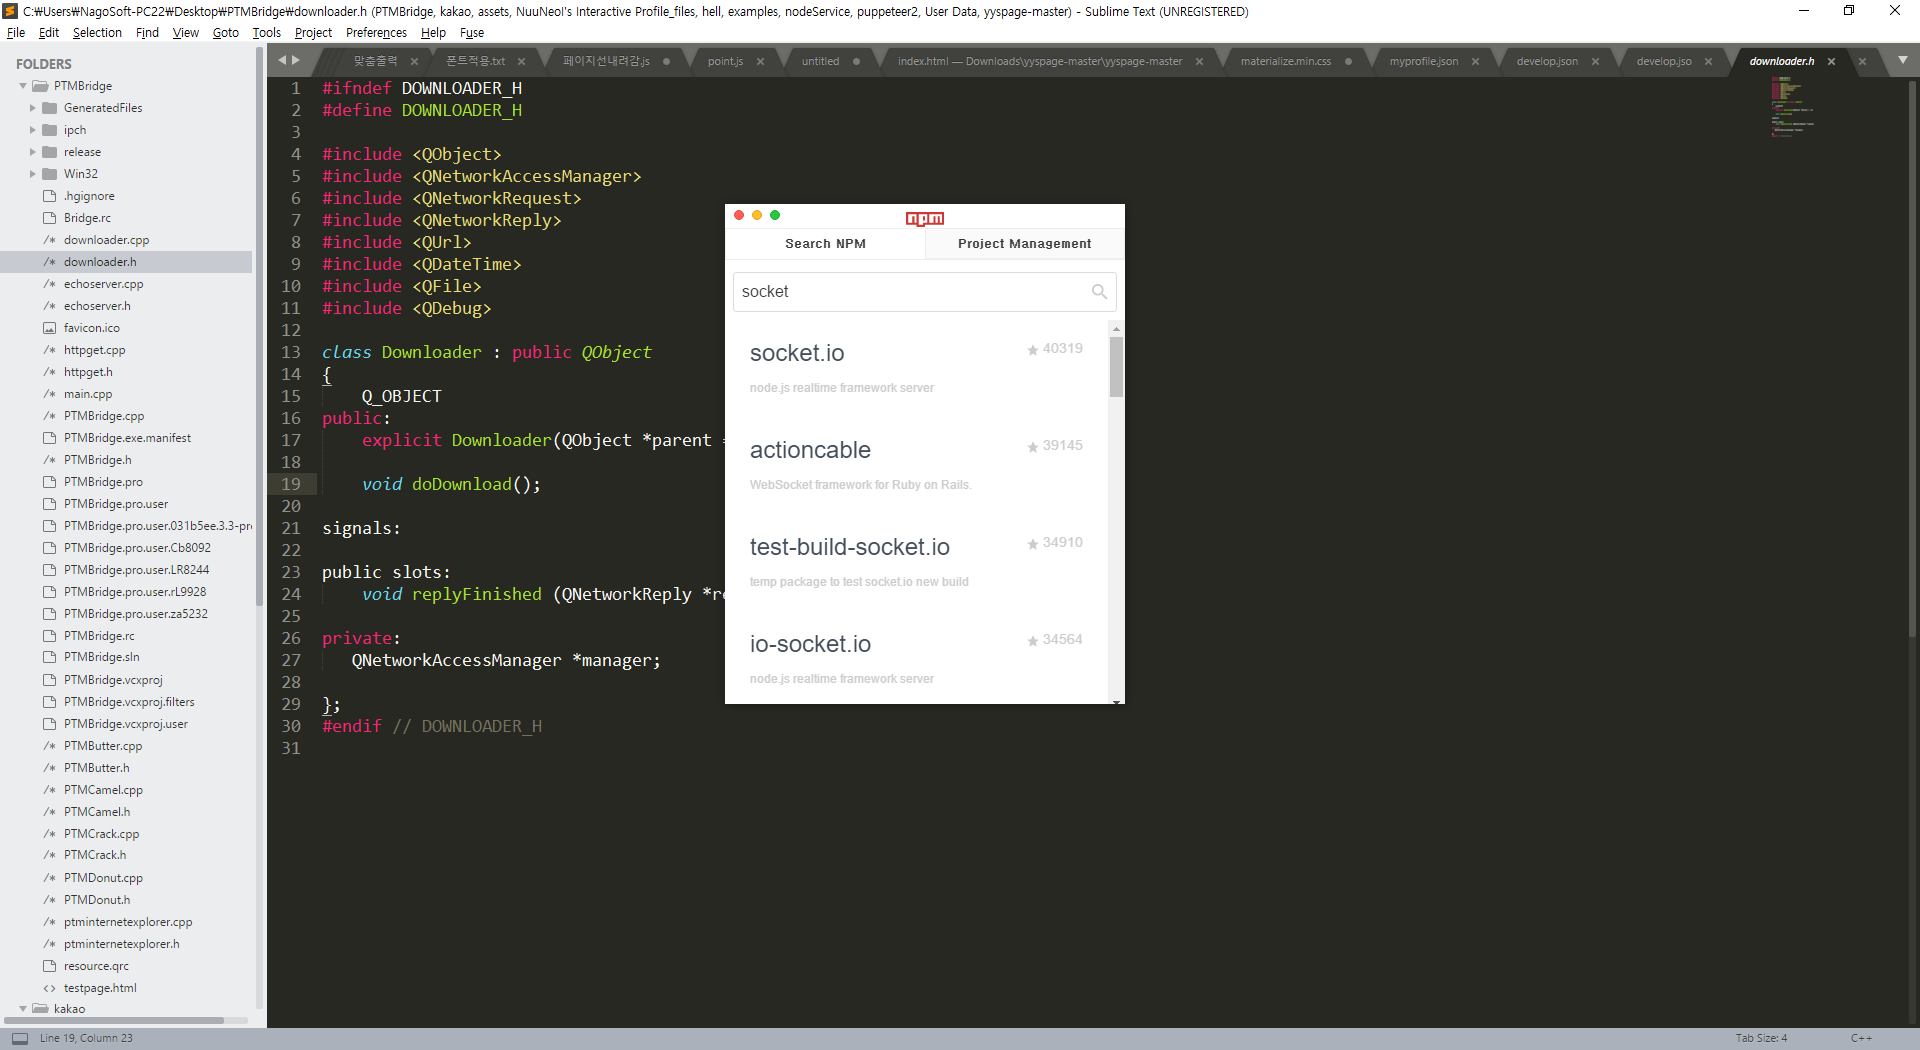 C:₩Users₩NagoSoft-PC22₩Desktop₩PTMBridge₩downloader.h (PTMBridge, kakao, assets, NuuNeoI's Interactive Profile_files, hell, examples, nodeService, puppeteer2, User Data, yyspage-master) - Sublime Text (UNREGISTERED)
File Edit Selection Find View Goto Tools Project Preferences Help Fuse
맞춤출력 폰트적용.txt 페이지선내려감.js point.js untitled index.html — Downloads\yyspage-master\yyspage-master materialize.min.css myprofile.json develop.json develop.jso downloader.h
FOLDERS
PTMBridge
GeneratedFiles
ipch
release
Win32
.hgignore
Bridge.rc
downloader.cpp
downloader.h
echoserver.cpp
echoserver.h
favicon.ico
httpget.cpp
httpget.h
main.cpp
PTMBridge.cpp
PTMBridge.exe.manifest
PTMBridge.h
PTMBridge.pro
PTMBridge.pro.user
PTMBridge.pro.user.031b5ee.3.3-pr
PTMBridge.pro.user.Cb8092
PTMBridge.pro.user.LR8244
PTMBridge.pro.user.rL9928
PTMBridge.pro.user.za5232
PTMBridge.rc
PTMBridge.sln
PTMBridge.vcxproj
PTMBridge.vcxproj.filters
PTMBridge.vcxproj.user
PTMButter.cpp
PTMButter.h
PTMCamel.cpp
PTMCamel.h
PTMCrack.cpp
PTMCrack.h
PTMDonut.cpp
PTMDonut.h
ptminternetexplorer.cpp
ptminternetexplorer.h
resource.qrc
testpage.html
kakao
1 #ifndef DOWNLOADER_H
2 #define DOWNLOADER_H
3
4 #include <QObject>
5 #include <QNetworkAccessManager>
6 #include <QNetworkRequest>
7 #include <QNetworkReply>
8 #include <QUrl>
9 #include <QDateTime>
10 #include <QFile>
11 #include <QDebug>
12
13 class Downloader : public QObject
14 {
15 Q_OBJECT
16 public:
17 explicit Downloader(QObject *parent =
18
19 void doDownload();
20
21 signals:
22
23 public slots:
24 void replyFinished (QNetworkReply *re
25
26 private:
27 QNetworkAccessManager *manager;
28
29 };
30 #endif // DOWNLOADER_H
31
npm
Search NPM Project Management
socket
socket.io 40319
node.js realtime framework server
actioncable 39145
WebSocket framework for Ruby on Rails.
test-build-socket.io 34910
temp package to test socket.io new build
io-socket.io 34564
node.js realtime framework server
Line 19, Column 23 Tab Size: 4 C++